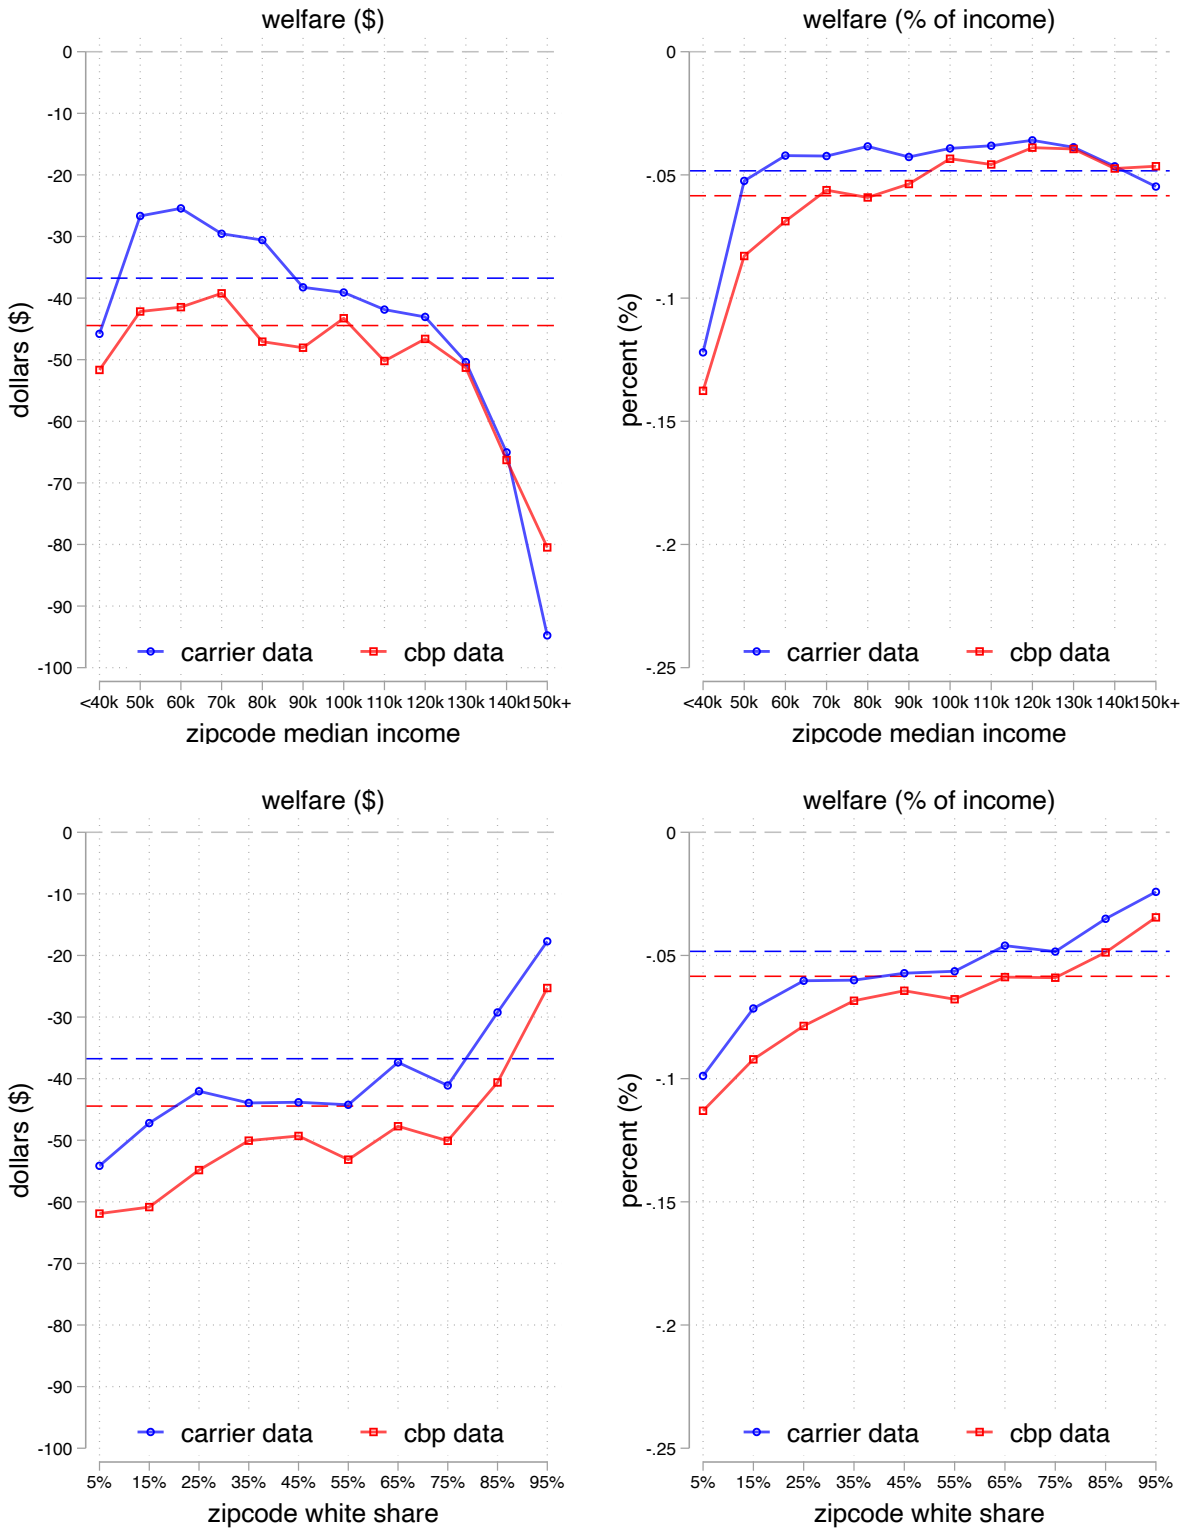 welfare ($)
0
-10
-20
-30
-40
-50
-60
-70
-80
-90
-100
dollars ($)
carrier data
cbp data
<40k 50k 60k 70k 80k 90k 100k 110k 120k 130k 140k 150k+
zipcode median income
welfare (% of income)
0
-.05
-.1
-.15
-.2
-.25
percent (%)
carrier data
cbp data
<40k 50k 60k 70k 80k 90k 100k 110k 120k 130k 140k 150k+
zipcode median income
welfare ($)
0
-10
-20
-30
-40
-50
-60
-70
-80
-90
-100
dollars ($)
carrier data
cbp data
5% 15% 25% 35% 45% 55% 65% 75% 85% 95%
zipcode white share
welfare (% of income)
0
-.05
-.1
-.15
-.2
-.25
percent (%)
carrier data
cbp data
5% 15% 25% 35% 45% 55% 65% 75% 85% 95%
zipcode white share